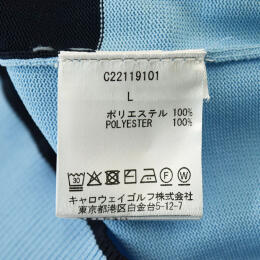 C22119101
L
ポリエステル 100%
POLYESTER 100%
キャロウェイゴルフ株式会社
東京都港区白金台5-12-7